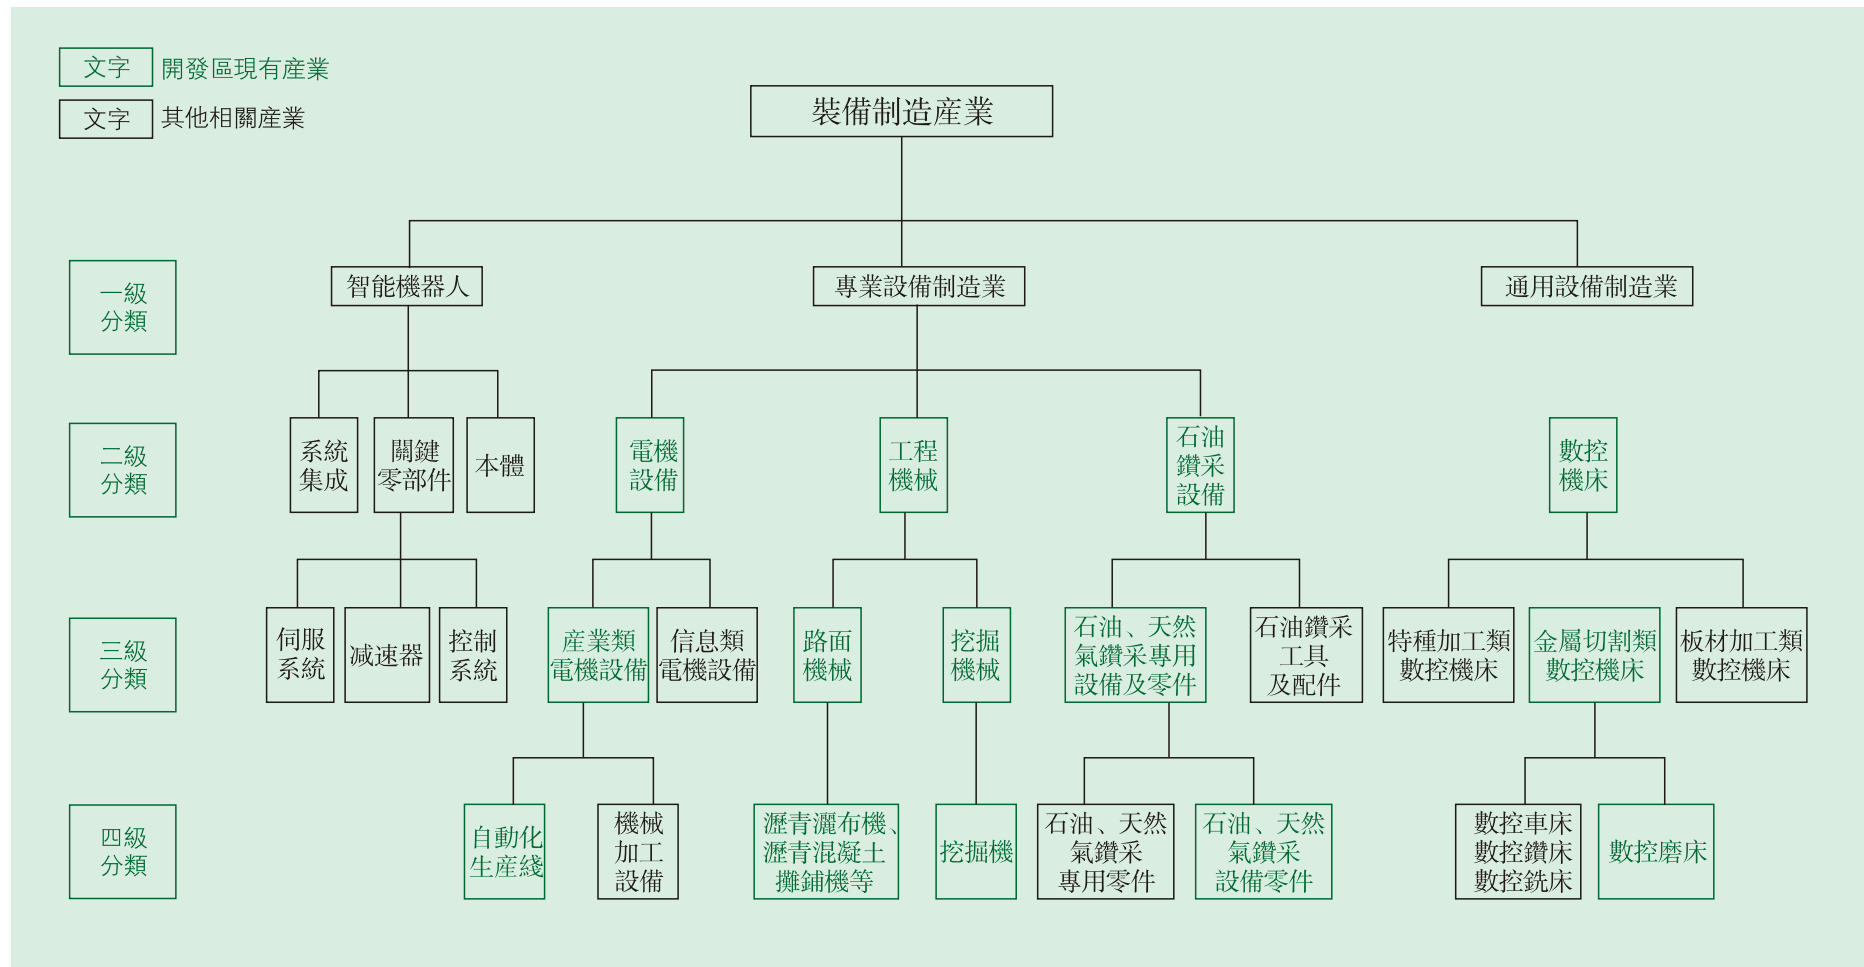 文字
開發區現有産業
文字
其他相關産業
裝備制造産業
一級
分類
智能機器人
專業設備制造業
通用設備制造業
二級
分類
系統
集成
關鍵
零部件
本體
電機
設備
工程
機械
石油
鑽采
設備
數控
機床
三級
分類
伺服
系統
减速器
控制
系統
産業類
電機設備
信息類
電機設備
路面
機械
挖掘
機械
石油、天然
氣鑽采專用
設備及零件
石油鑽采
工具
及配件
特種加工類
數控機床
金屬切割類
數控機床
板材加工類
數控機床
四級
分類
自動化
生産綫
機械
加工
設備
瀝青灑布機、
瀝青混凝土
攤鋪機等
挖掘機
石油、天然
氣鑽采
專用零件
石油、天然
氣鑽采
設備零件
數控車床
數控鑽床
數控銑床
數控磨床